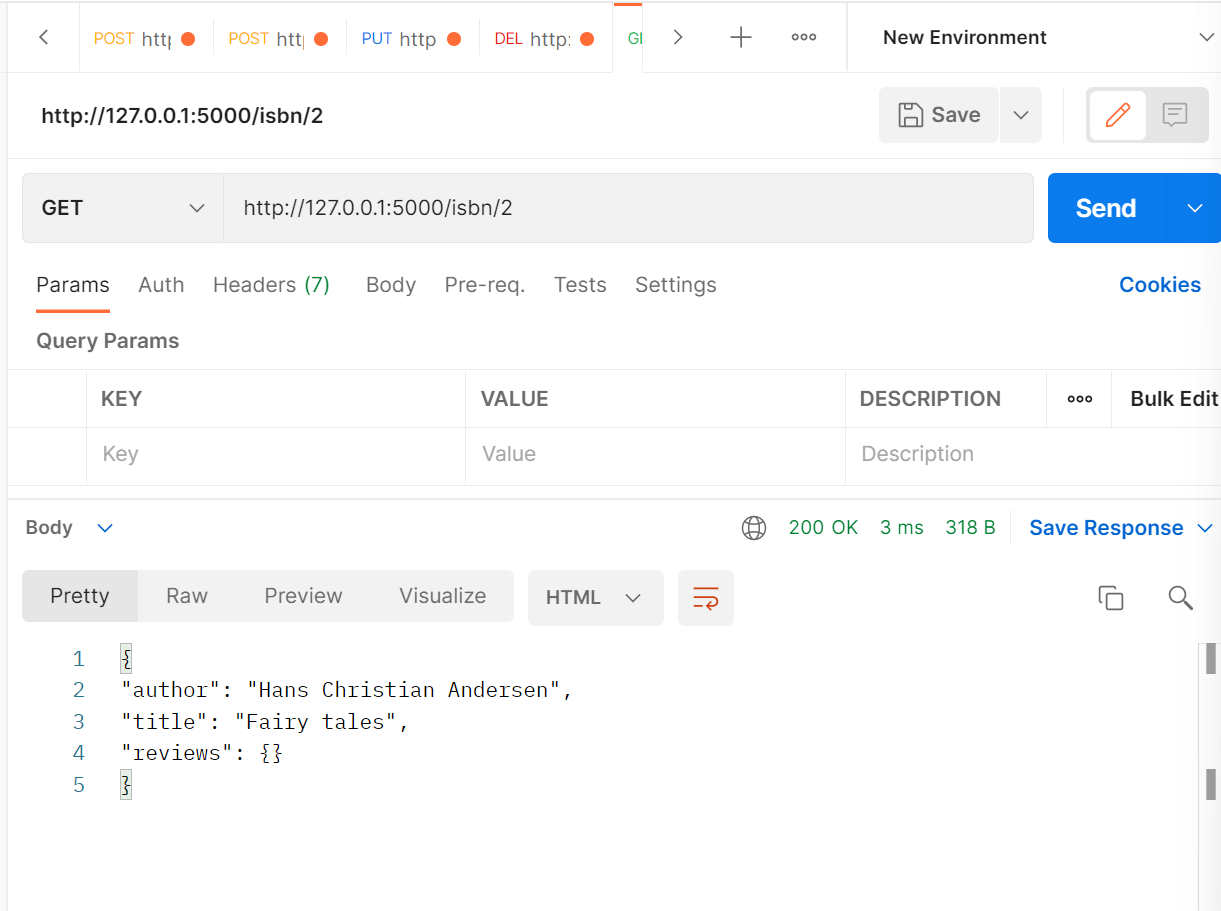 POST http POST htt PUT http DEL http: GE New Environment
http://127.0.0.1:5000/isbn/2 Save
GET http://127.0.0.1:5000/isbn/2 Send
Params Auth Headers (7) Body Pre-req. Tests Settings Cookies
Query Params
KEY VALUE DESCRIPTION Bulk Edit
Key Value Description
Body 200 OK 3 ms 318 B Save Response
Pretty Raw Preview Visualize HTML
1 {
2 "author": "Hans Christian Andersen",
3 "title": "Fairy tales",
4 "reviews": {}
5 }